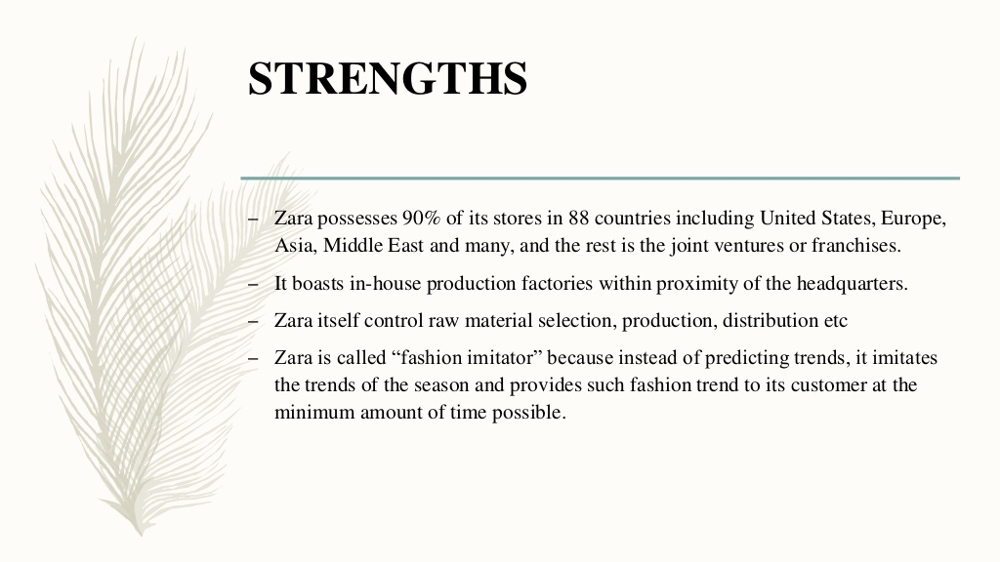 STRENGTHS
– Zara possesses 90% of its stores in 88 countries including United States, Europe,
Asia, Middle East and many, and the rest is the joint ventures or franchises.
– It boasts in-house production factories within proximity of the headquarters.
– Zara itself control raw material selection, production, distribution etc
– Zara is called “fashion imitator” because instead of predicting trends, it imitates
the trends of the season and provides such fashion trend to its customer at the
minimum amount of time possible.